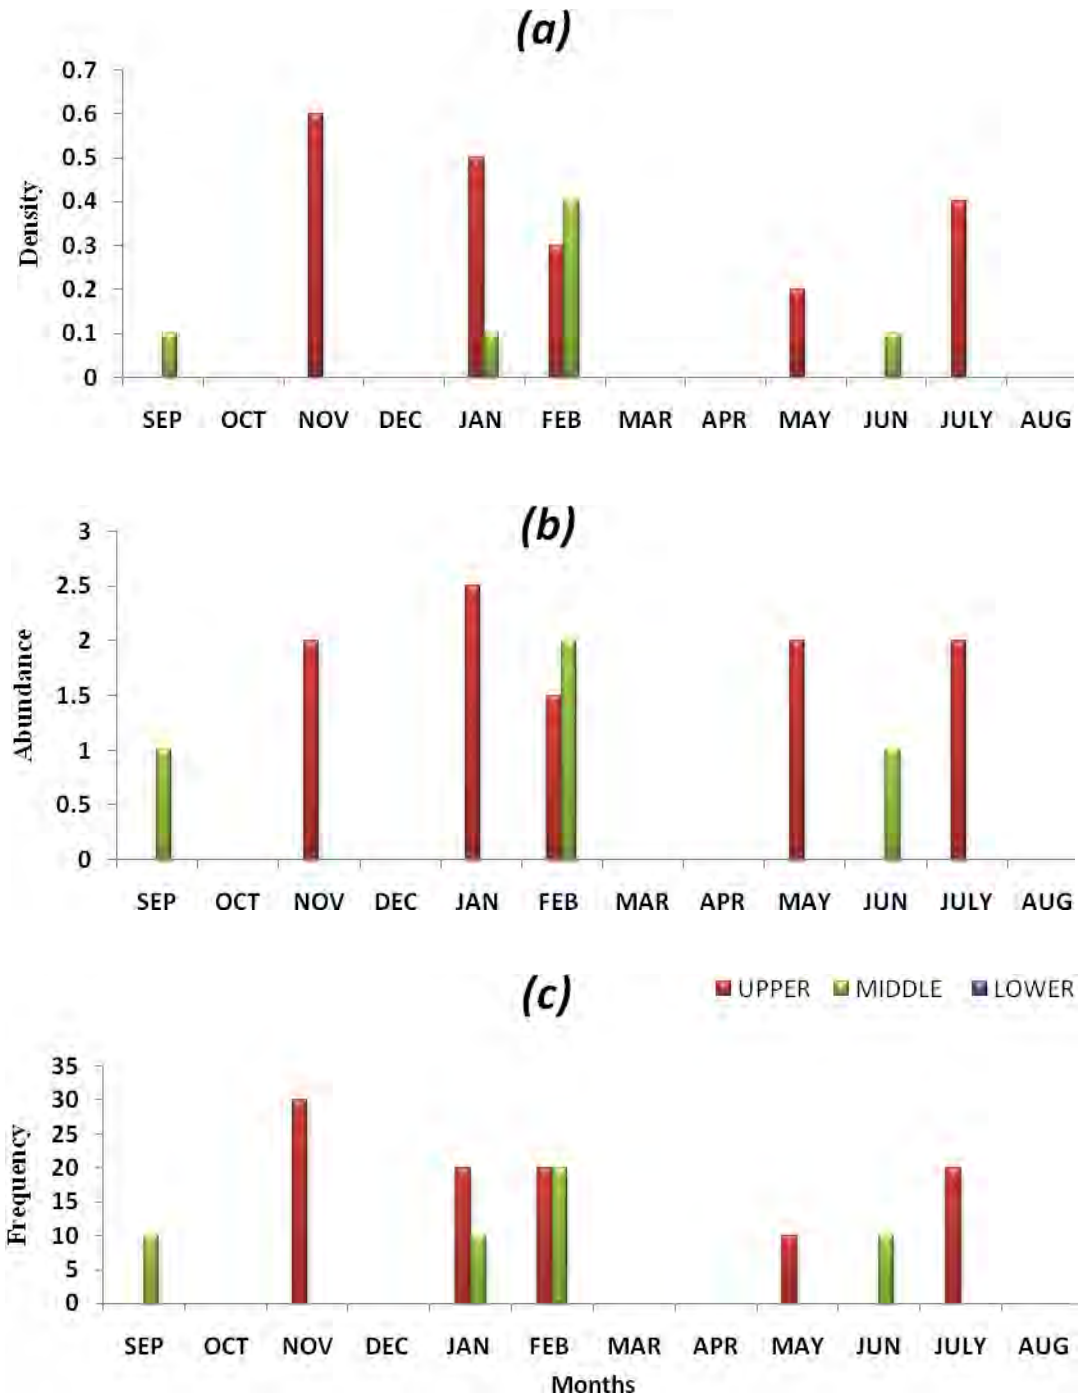 (a)
0.7
0.6
0.5
0.4
0.3
0.2
0.1
0
Density
SEP OCT NOV DEC JAN FEB MAR APR MAY JUN JULY AUG
(b)
3
2.5
2
1.5
1
0.5
0
Abundance
SEP OCT NOV DEC JAN FEB MAR APR MAY JUN JULY AUG
(c)
UPPER MIDDLE LOWER
35
30
25
20
15
10
5
0
Frequency
SEP OCT NOV DEC JAN FEB MAR APR MAY JUN JULY AUG
Months